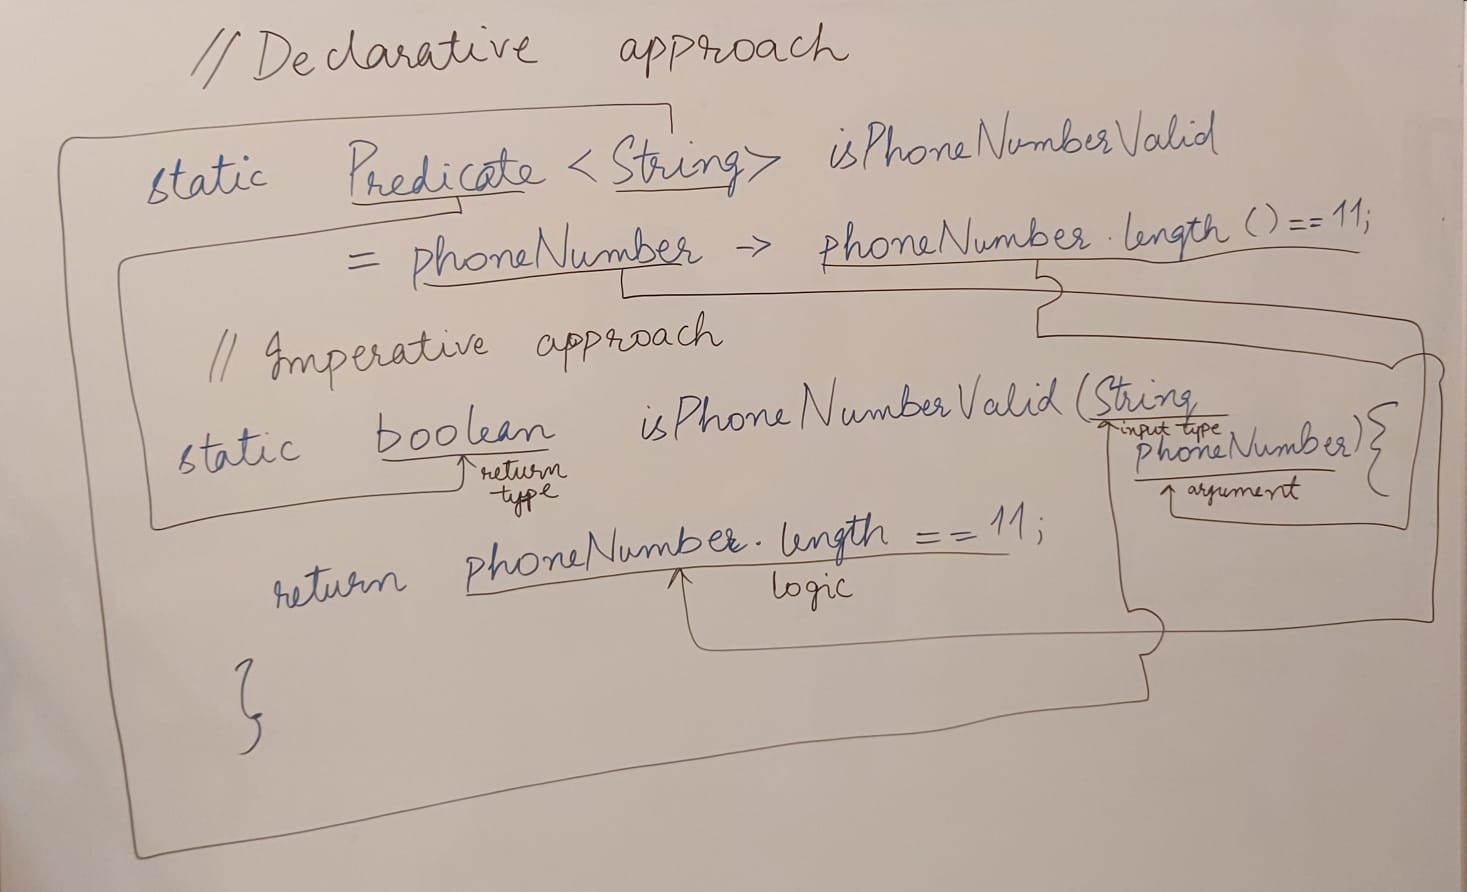 // Declarative approach
static Predicate <String> isPhoneNumberValid
= phoneNumber -> phoneNumber.length () == 11;
// Imperative approach
static boolean isPhoneNumberValid (String
input type
phoneNumber) {
return
type
argument
return phoneNumber.length == 11;
logic
}